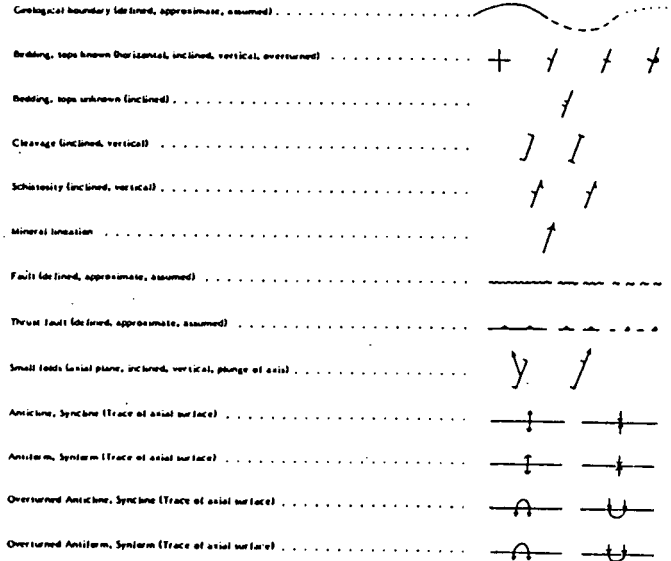 Geological boundary (defined, approximate, assumed)
Bedding, tops known (horizontal, inclined, vertical, overturned)
Bedding, tops unknown (inclined)
Cleavage (inclined, vertical)
Schistosity (inclined, vertical)
Mineral lineation
Fault (defined, approximate, assumed)
Thrust fault (defined, approximate, assumed)
Small folds (axial plane, inclined, vertical, plunge of axis)
Anticline, Syncline (Trace of axial surface)
Antiform, Synform (Trace of axial surface)
Overturned Anticline, Syncline (Trace of axial surface)
Overturned Antiform, Synform (Trace of axial surface)